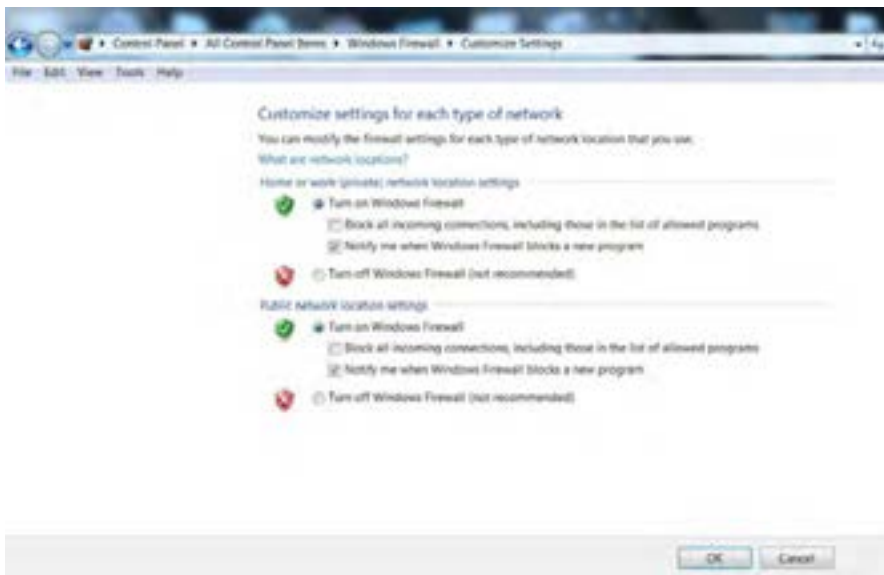 Control Panel ▸ All Control Panel Items ▸ Windows Firewall ▸ Customize Settings
File Edit View Tools Help
Customize settings for each type of network
You can modify the firewall settings for each type of network location that you use.
What are network locations?
Home or work (private) network location settings
Turn on Windows Firewall
Block all incoming connections, including those in the list of allowed programs
Notify me when Windows Firewall blocks a new program
Turn off Windows Firewall (not recommended)
Public network location settings
Turn on Windows Firewall
Block all incoming connections, including those in the list of allowed programs
Notify me when Windows Firewall blocks a new program
Turn off Windows Firewall (not recommended)
OK Cancel